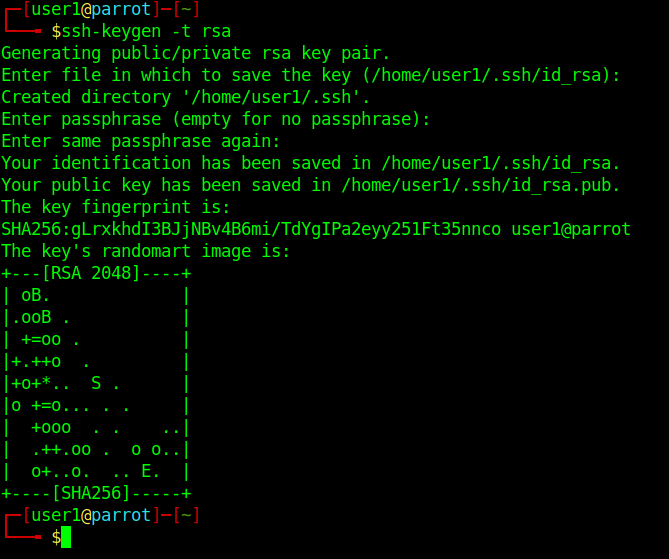 ┌─[user1@parrot]─[~]
└──╼ $ssh-keygen -t rsa
Generating public/private rsa key pair.
Enter file in which to save the key (/home/user1/.ssh/id_rsa):
Created directory '/home/user1/.ssh'.
Enter passphrase (empty for no passphrase):
Enter same passphrase again:
Your identification has been saved in /home/user1/.ssh/id_rsa.
Your public key has been saved in /home/user1/.ssh/id_rsa.pub.
The key fingerprint is:
SHA256:gLrxkhdI3BJjNBv4B6mi/TdYgIPa2eyy251Ft35nnco user1@parrot
The key's randomart image is:
+---[RSA 2048]----+
| oB.             |
|.ooB .           |
| +=oo .          |
|+.++o  .         |
|+o+*..  S .      |
|o +=o... . .     |
|  +ooo  . .    ..|
|  .++.oo .  o o..|
|  o+..o.  .. E.  |
+----[SHA256]-----+
┌─[user1@parrot]─[~]
└──╼ $